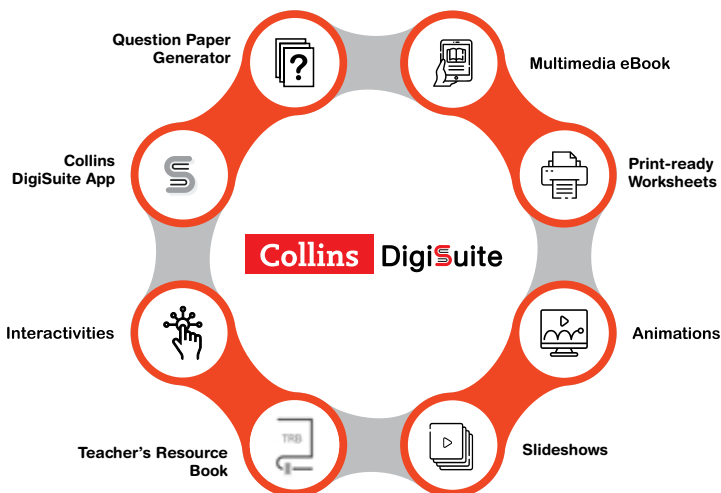 Question Paper
Generator
Multimedia eBook
Collins
DigiSuite App
Print-ready
Worksheets
Collins DigiSuite
Interactivities
Animations
TRB
Teacher’s Resource
Book
Slideshows